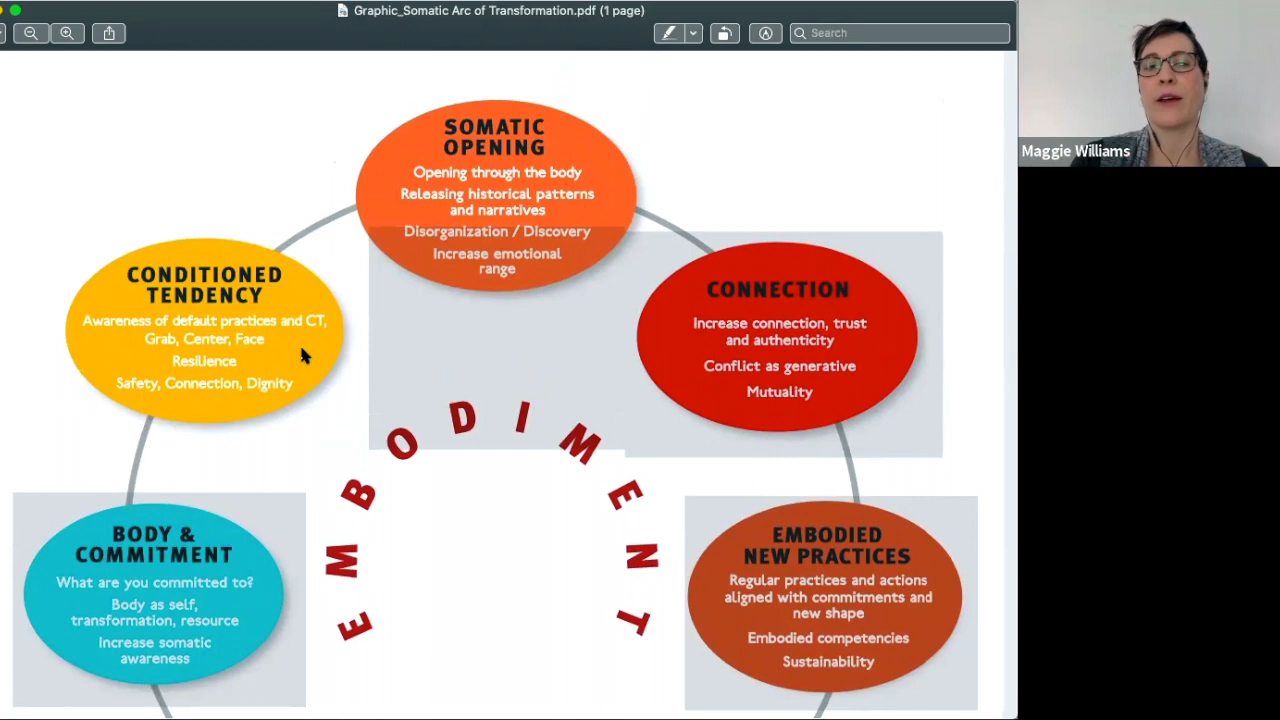 Graphic_Somatic Arc of Transformation.pdf (1 page)
Search
Maggie Williams
SOMATIC
OPENING
Opening through the body
Releasing historical patterns
and narratives
Disorganization / Discovery
Increase emotional
range
CONDITIONED
TENDENCY
Awareness of default practices and CT,
Grab, Center, Face
Resilience
Safety, Connection, Dignity
CONNECTION
Increase connection, trust
and authenticity
Conflict as generative
Mutuality
BODY &
COMMITMENT
What are you committed to?
Body as self,
transformation, resource
Increase somatic
awareness
EMBODIMENT
EMBODIED
NEW PRACTICES
Regular practices and actions
aligned with commitments and
new shape
Embodied competencies
Sustainability